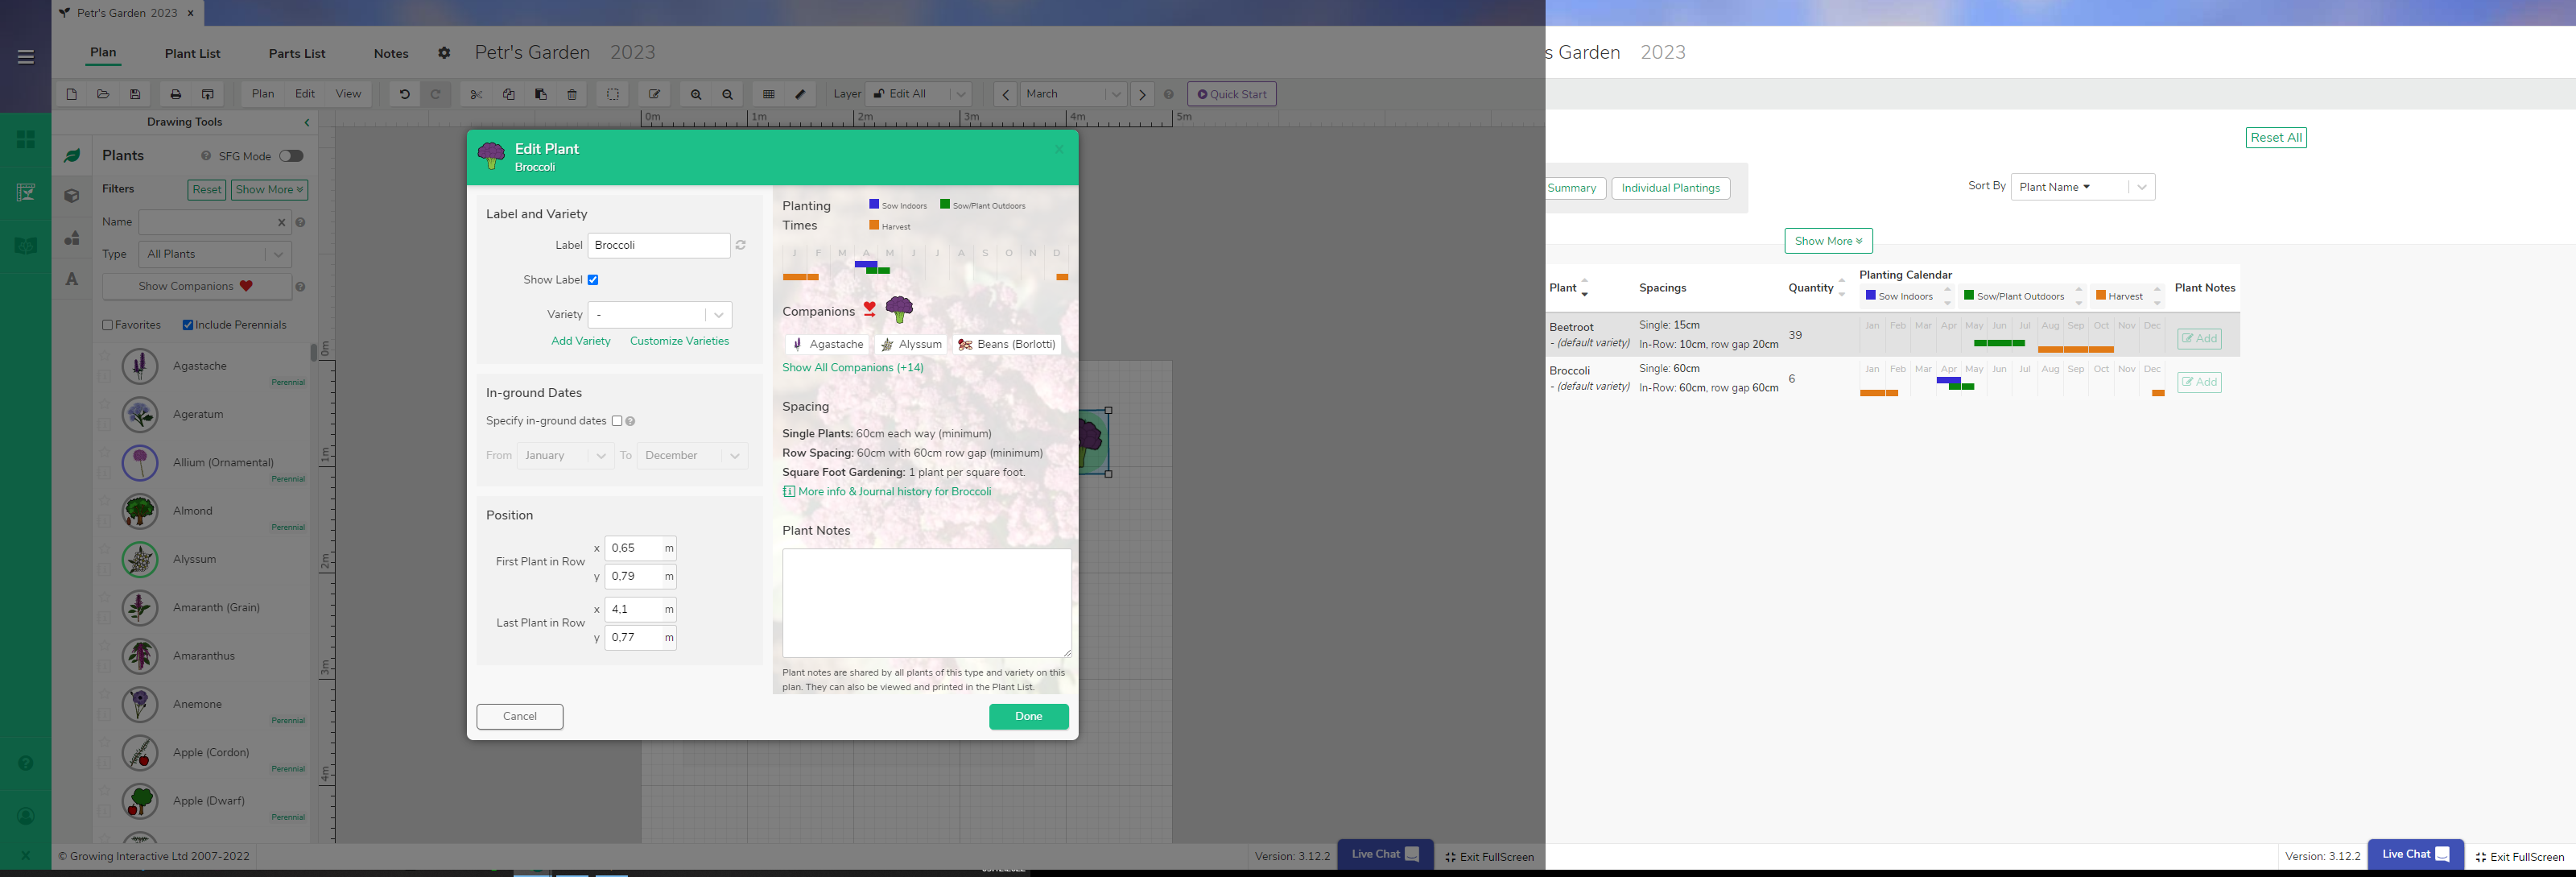 Petr's Garden 2023 x
Plan Plant List Parts List Notes Petr's Garden 2023
Plan Edit View Layer Edit All March Quick Start
Drawing Tools
Plants SFG Mode
Filters Reset Show More
Name
Type All Plants
Show Companions
Favorites Include Perennials
Agastache
Perennial
Ageratum
Allium (Ornamental)
Perennial
Almond
Perennial
Alyssum
Amaranth (Grain)
Amaranthus
Anemone
Perennial
Apple (Cordon)
Perennial
Apple (Dwarf)
Perennial
© Growing Interactive Ltd 2007-2022
0m 1m 2m 3m 4m 5m
0m
1m
2m
3m
4m
Edit Plant
Broccoli
Label and Variety
Label Broccoli
Show Label
Variety -
Add Variety Customize Varieties
In-ground Dates
Specify in-ground dates
From January To December
Position
First Plant in Row
x 0,65 m
y 0,79 m
Last Plant in Row
x 4,1 m
y 0,77 m
Cancel
Planting Times
Sow Indoors Sow/Plant Outdoors
Harvest
J F M A M J J A S O N D
Companions
Agastache Alyssum Beans (Borlotti)
Show All Companions (+14)
Spacing
Single Plants: 60cm each way (minimum)
Row Spacing: 60cm with 60cm row gap (minimum)
Square Foot Gardening: 1 plant per square foot.
More info & Journal history for Broccoli
Plant Notes
Plant notes are shared by all plants of this type and variety on this
plan. They can also be viewed and printed in the Plant List.
Done
Version: 3.12.2 Live Chat Exit FullScreen
s Garden 2023
Reset All
Summary Individual Plantings Sort By Plant Name
Show More
Plant Spacings Quantity Planting Calendar Plant Notes
Sow Indoors Sow/Plant Outdoors Harvest
Beetroot
- (default variety)
Single: 15cm
In-Row: 10cm, row gap 20cm
39
Jan Feb Mar Apr May Jun Jul Aug Sep Oct Nov Dec
Add
Broccoli
- (default variety)
Single: 60cm
In-Row: 60cm, row gap 60cm
6
Jan Feb Mar Apr May Jun Jul Aug Sep Oct Nov Dec
Add
Version: 3.12.2 Live Chat Exit FullScreen